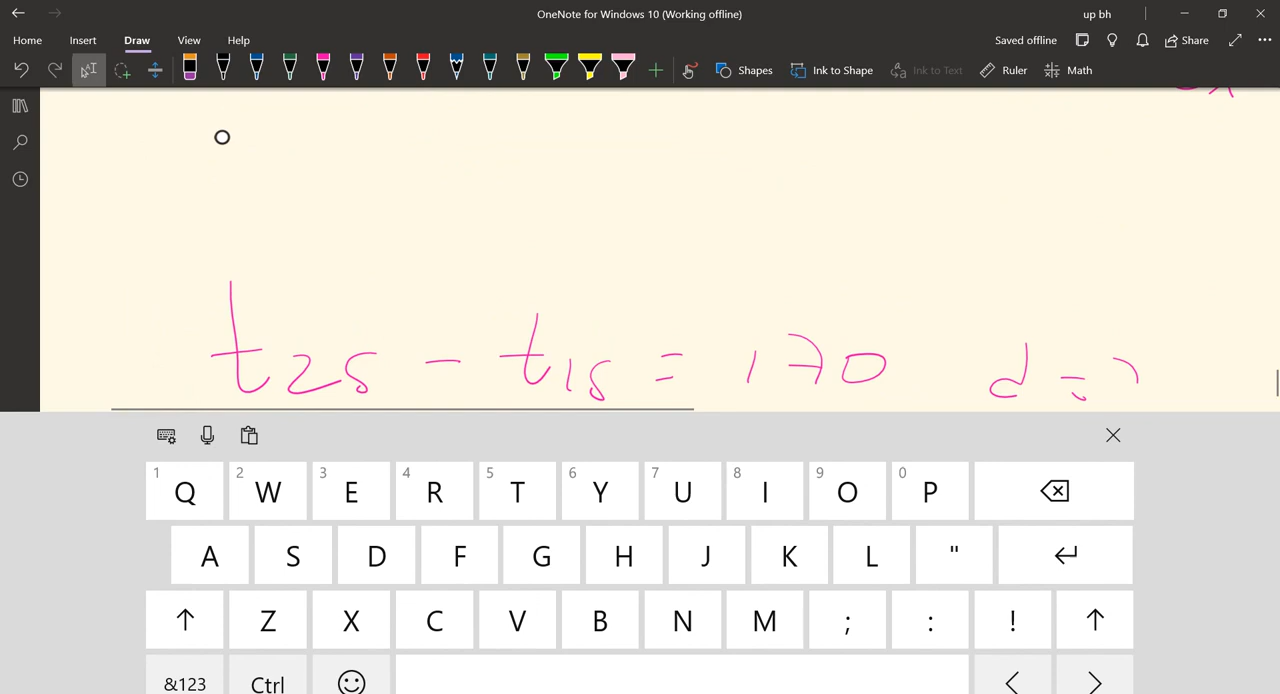 OneNote for Windows 10 (Working offline)
up bh
Home Insert Draw View Help
Saved offline
Share
Shapes Ink to Shape Ink to Text Ruler Math
t25 - t15 = 170 d = ?
1 2 3 4 5 6 7 8 9 0
Q W E R T Y U I O P
A S D F G H J K L "
Z X C V B N M ; : !
&123 Ctrl